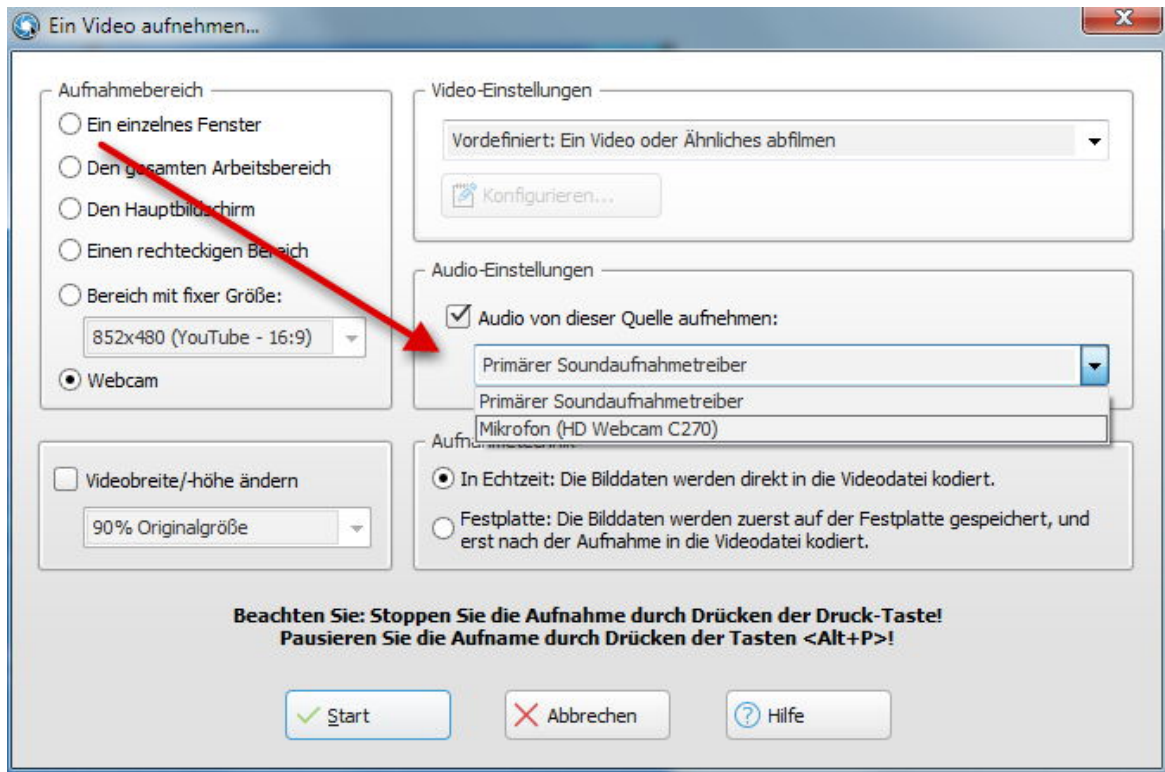 Ein Video aufnehmen...
Aufnahmebereich
Ein einzelnes Fenster
Den gesamten Arbeitsbereich
Den Hauptbildschirm
Einen rechteckigen Bereich
Bereich mit fixer Größe:
852x480 (YouTube - 16:9)
Webcam
Videobreite/-höhe ändern
90% Originalgröße
Video-Einstellungen
Vordefiniert: Ein Video oder Ähnliches abfilmen
Konfigurieren...
Audio-Einstellungen
Audio von dieser Quelle aufnehmen:
Primärer Soundaufnahmetreiber
Primärer Soundaufnahmetreiber
Mikrofon (HD Webcam C270)
Aufnahmetechnik
In Echtzeit: Die Bilddaten werden direkt in die Videodatei kodiert.
Festplatte: Die Bilddaten werden zuerst auf der Festplatte gespeichert, und
erst nach der Aufnahme in die Videodatei kodiert.
Beachten Sie: Stoppen Sie die Aufnahme durch Drücken der Druck-Taste!
Pausieren Sie die Aufname durch Drücken der Tasten <Alt+P>!
Start
Abbrechen
Hilfe